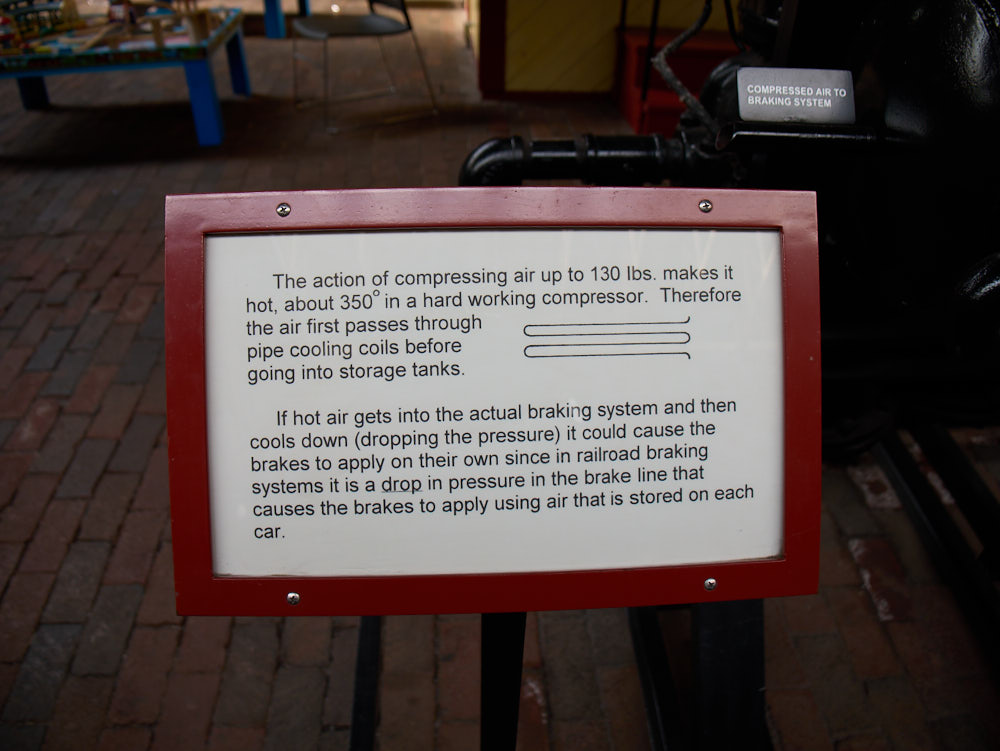 COMPRESSED AIR TO
BRAKING SYSTEM
The action of compressing air up to 130 lbs. makes it
hot, about 350° in a hard working compressor. Therefore
the air first passes through
pipe cooling coils before
going into storage tanks.
If hot air gets into the actual braking system and then
cools down (dropping the pressure) it could cause the
brakes to apply on their own since in railroad braking
systems it is a drop in pressure in the brake line that
causes the brakes to apply using air that is stored on each
car.